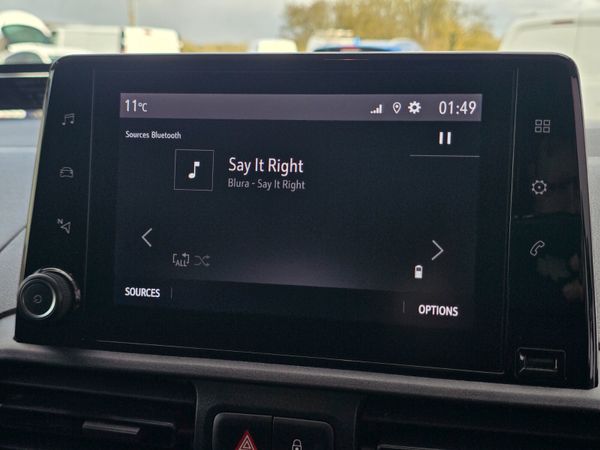 11°C
01:49
Sources Bluetooth
Say It Right
Blura - Say It Right
ALL
SOURCES
OPTIONS
N